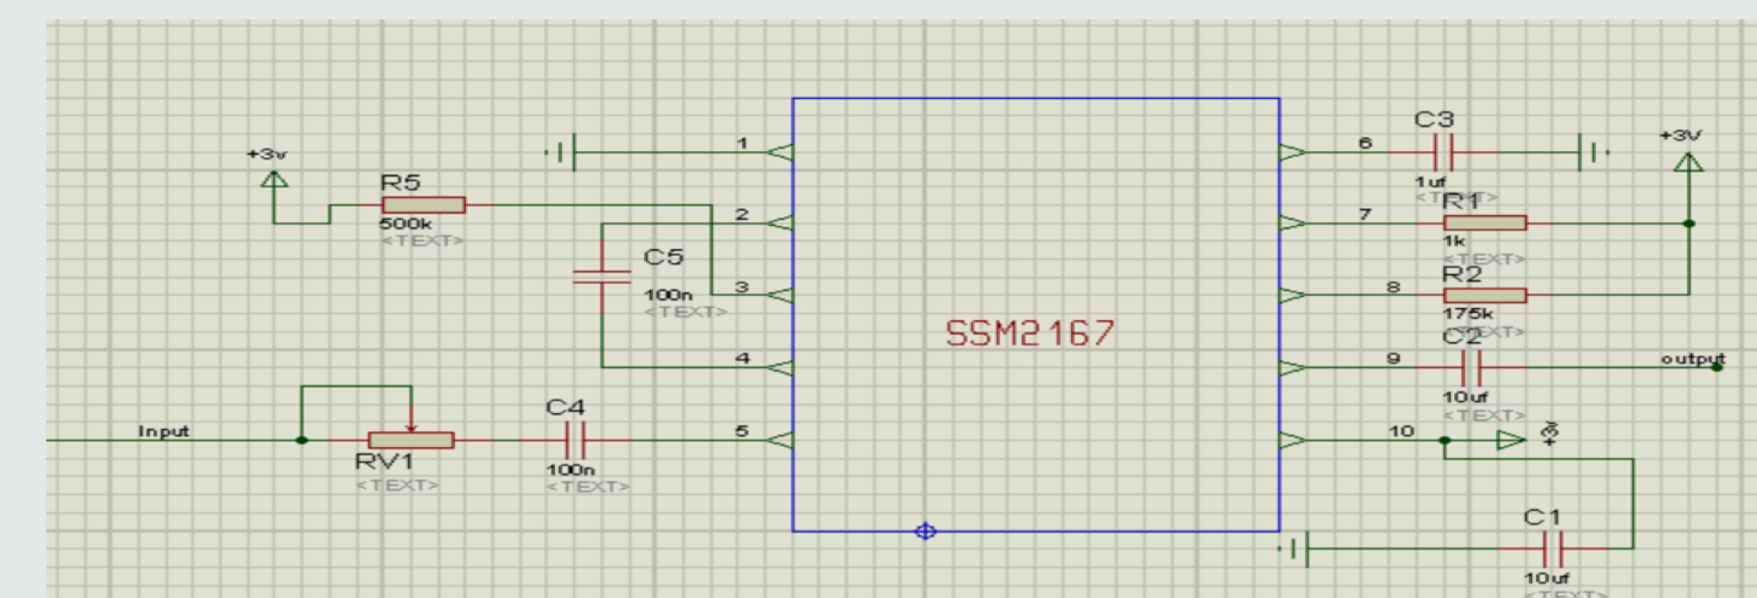 +3v
R5
500k
<TEXT>
1
2
C5
100n
<TEXT>
3
4
Input
RV1
<TEXT>
C4
100n
<TEXT>
5
SSM2167
6
C3
1uf
<TEXT>
+3V
7
R1
1k
<TEXT>
8
R2
175k
<TEXT>
9
C2
10uf
<TEXT>
output
10
+3v
C1
10uf
<TEXT>